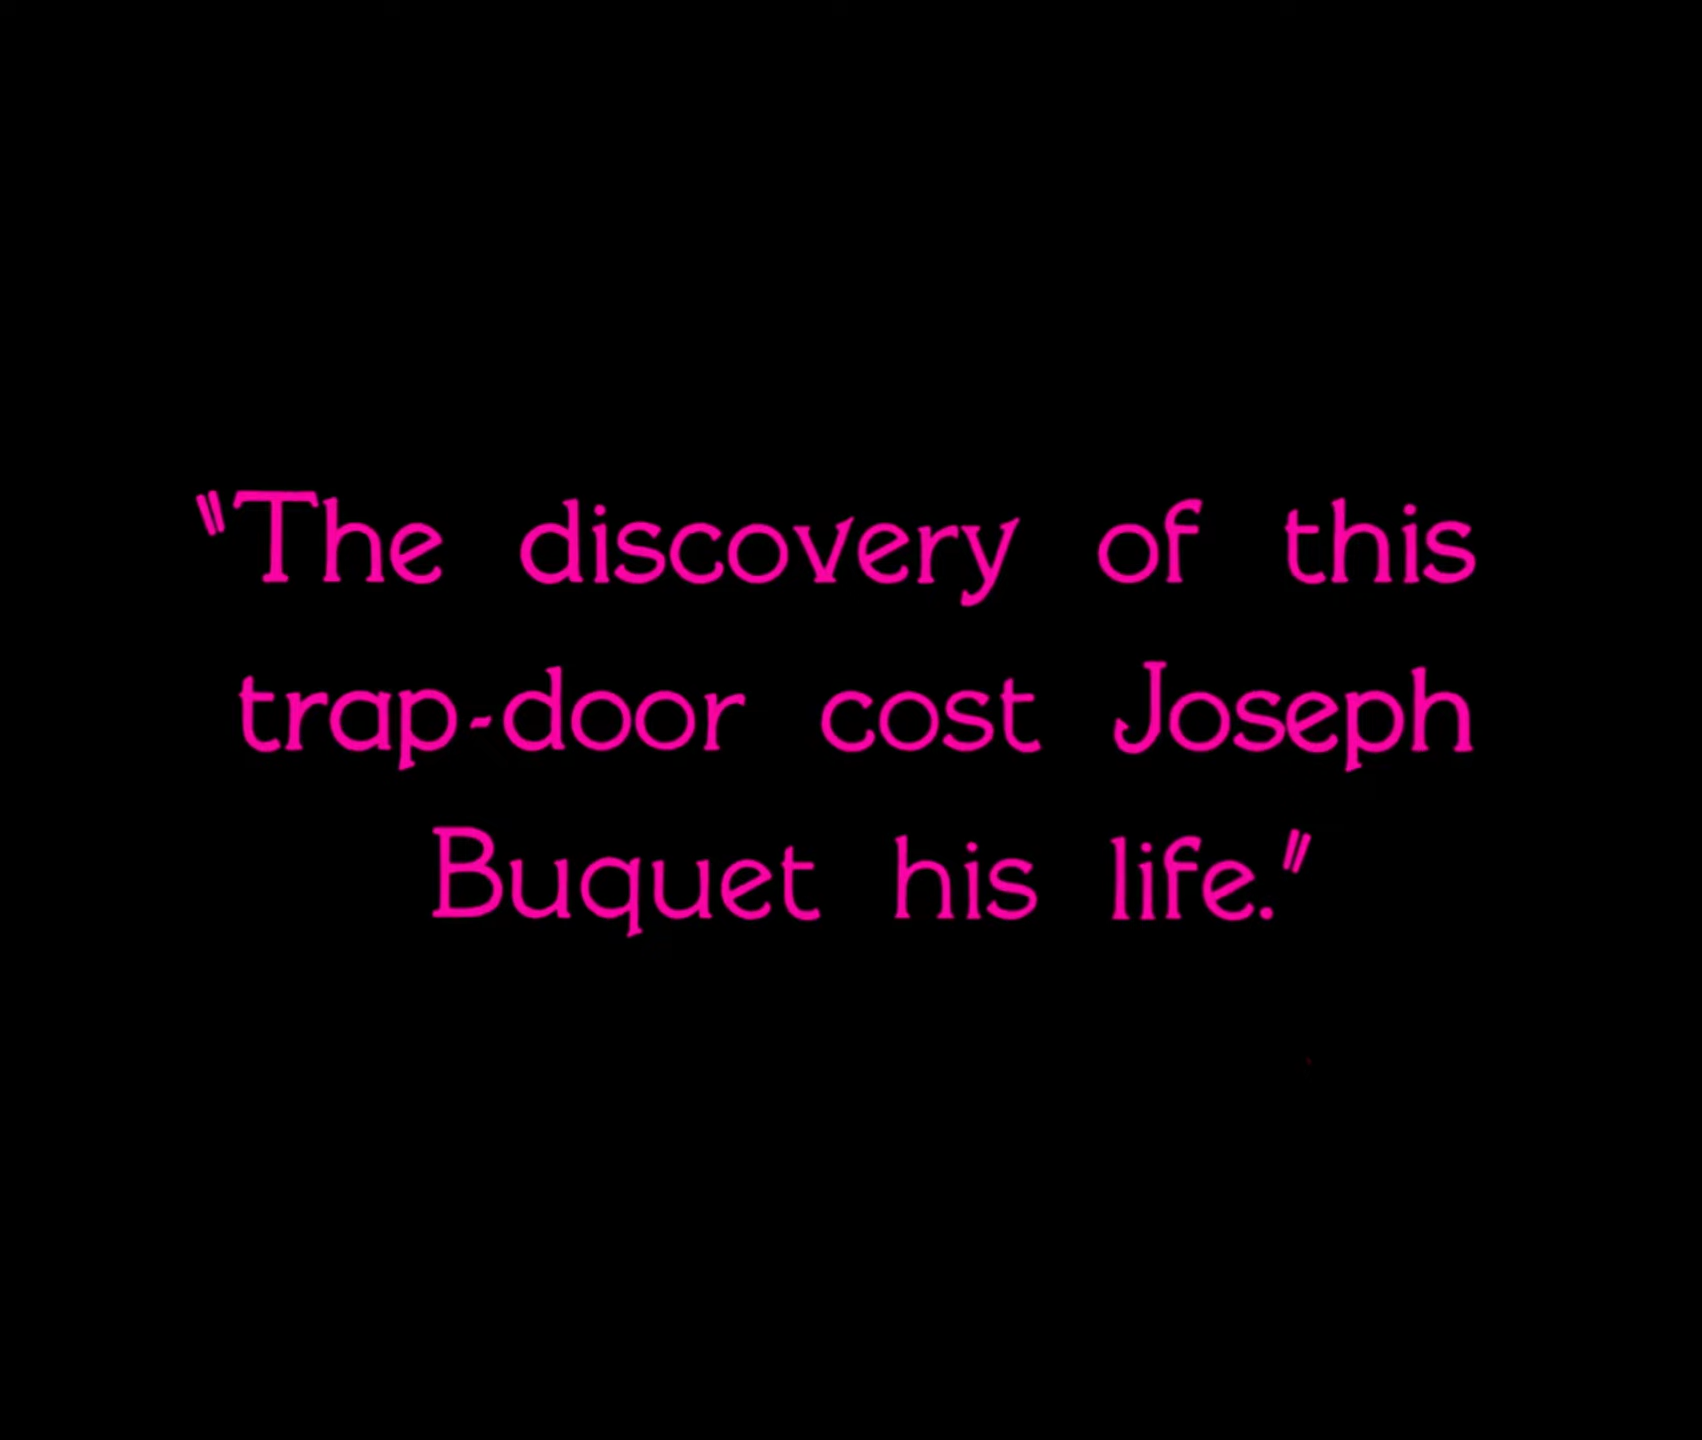 "The discovery of this
trap-door cost Joseph
Buquet his life."